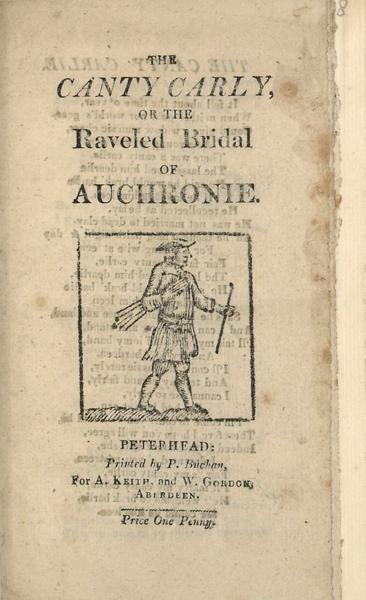 THE
CANTY CARLY,
OR THE
Raveled Bridal
OF
AUCHRONIE.
PETERHEAD:
Printed by P. Buchan,
For A. KEITH, and W. GORDON,
ABERDEEN.
Price One Penny.
8